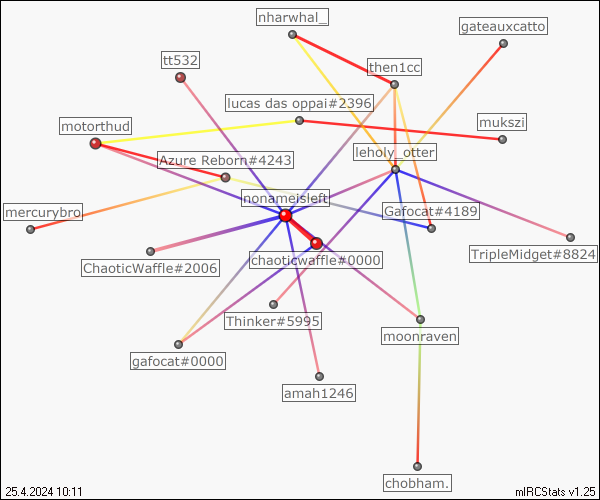 nharwhal_
gateauxcatto
tt532
then1cc
lucas das oppai#2396
motorthud
mukszi
leholy_otter
Azure Reborn#4243
nonameisleft
mercurybro
Gafocat#4189
TripleMidget#8824
chaoticwaffle#0000
ChaoticWaffle#2006
Thinker#5995
moonraven
gafocat#0000
amah1246
chobham.
25.4.2024 10:11
mIRCStats v1.25